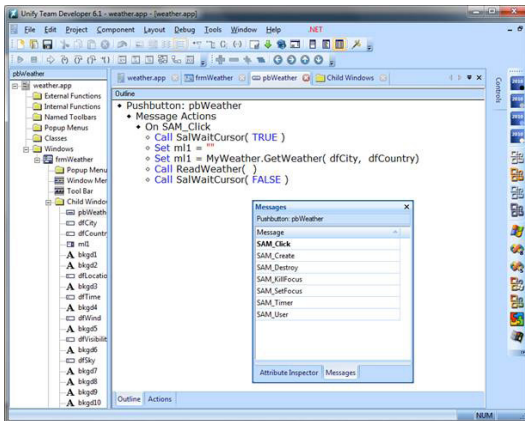 Unify Team Developer 6.1 - weather.app - [weather.app]
File Edit Project Component Layout Debug Tools Window Help .NET
pbWeather
weather.app
frmWeather
pbWeather
Child Windows
Controls
weather.app
External Functions
Internal Functions
Named Toolbars
Popup Menus
Classes
Windows
frmWeather
Popup Menu
Window Mer
Tool Bar
Child Window
pbWeath
dfCity
dfCountr
ml1
bkgd1
bkgd2
dfLocatio
bkgd3
dfTime
bkgd4
dfWind
bkgd5
dfVisibilit
bkgd6
dfSky
bkgd7
bkgd8
bkgd9
bkgd10
Outline
Pushbutton: pbWeather
Message Actions
On SAM_Click
Call SalWaitCursor( TRUE )
Set ml1 = ""
Set ml1 = MyWeather.GetWeather( dfCity, dfCountry)
Call ReadWeather( )
Call SalWaitCursor( FALSE )
Messages
Pushbutton: pbWeather
Message
SAM_Click
SAM_Create
SAM_Destroy
SAM_KillFocus
SAM_SetFocus
SAM_Timer
SAM_User
Attribute Inspector Messages
Outline Actions
NUM